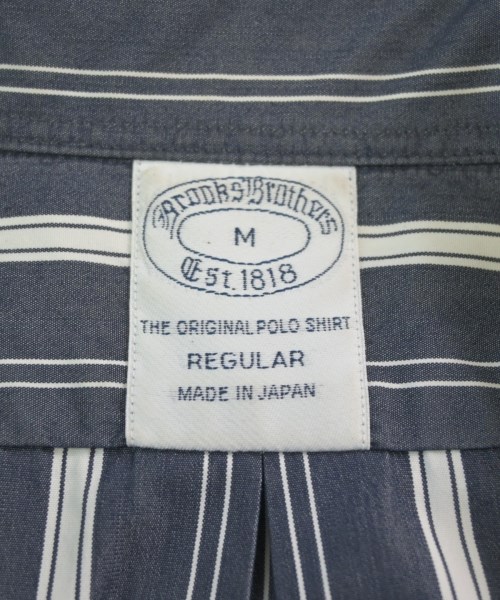 Brooks Brothers
M
Est. 1818
THE ORIGINAL POLO SHIRT
REGULAR
MADE IN JAPAN